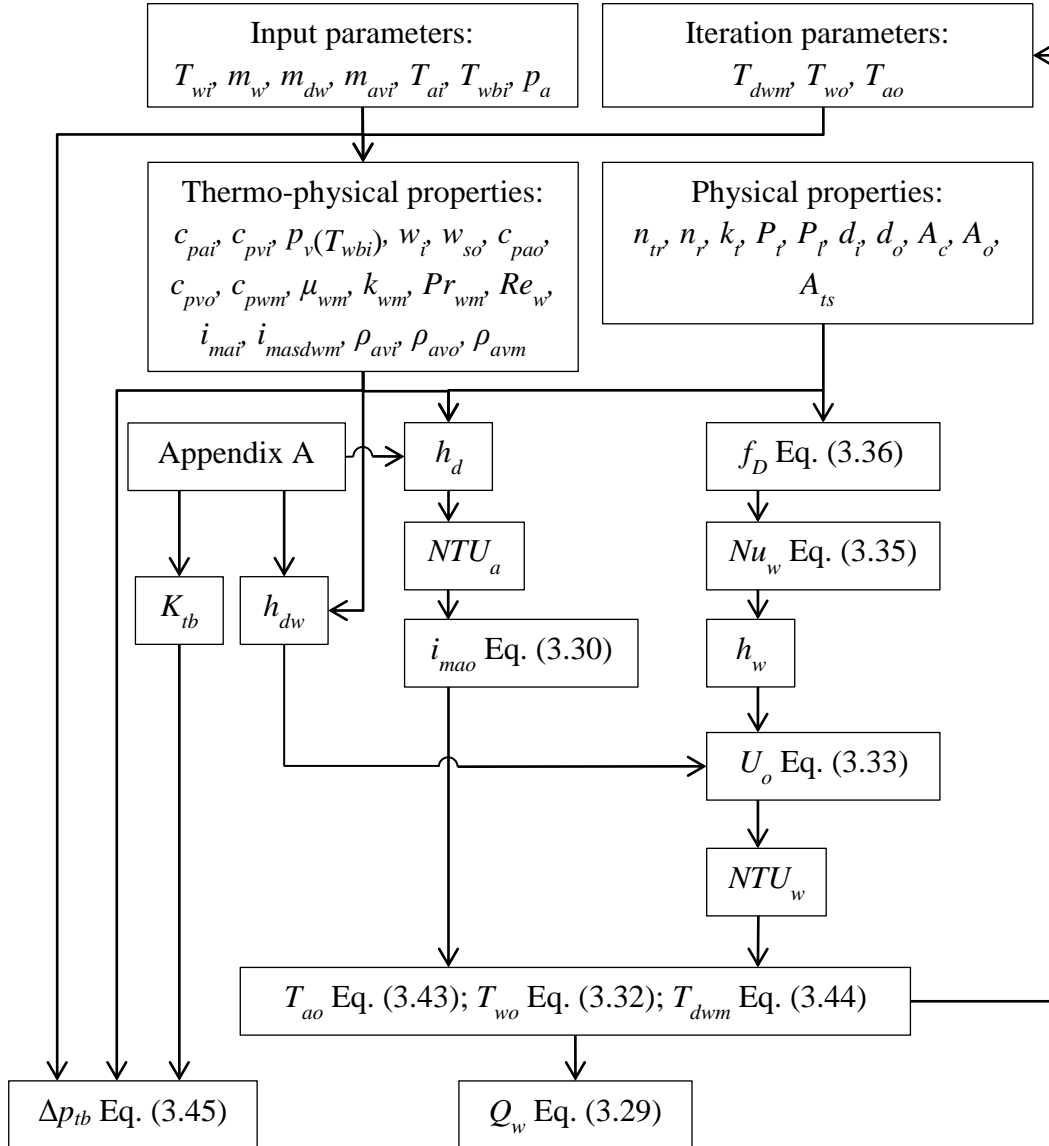 Input parameters:
T_wi, m_w, m_dw, m_avi, T_ai, T_wbi, p_a
Iteration parameters:
T_dwm, T_wo, T_ao
Thermo-physical properties:
c_pai, c_pvi, p_v(T_wbi), w_i, w_so, c_pao,
c_pvo, c_pwm, μ_wm, k_wm, Pr_wm, Re_w,
i_mai, i_masdwm, ρ_avi, ρ_avo, ρ_avm
Physical properties:
n_tr, n_r, k_t, P_t, P_l, d_i, d_o, A_c, A_o,
A_ts
Appendix A
h_d
f_D Eq. (3.36)
NTU_a
Nu_w Eq. (3.35)
K_tb
h_dw
i_mao Eq. (3.30)
h_w
U_o Eq. (3.33)
NTU_w
T_ao Eq. (3.43); T_wo Eq. (3.32); T_dwm Eq. (3.44)
Δp_tb Eq. (3.45)
Q_w Eq. (3.29)